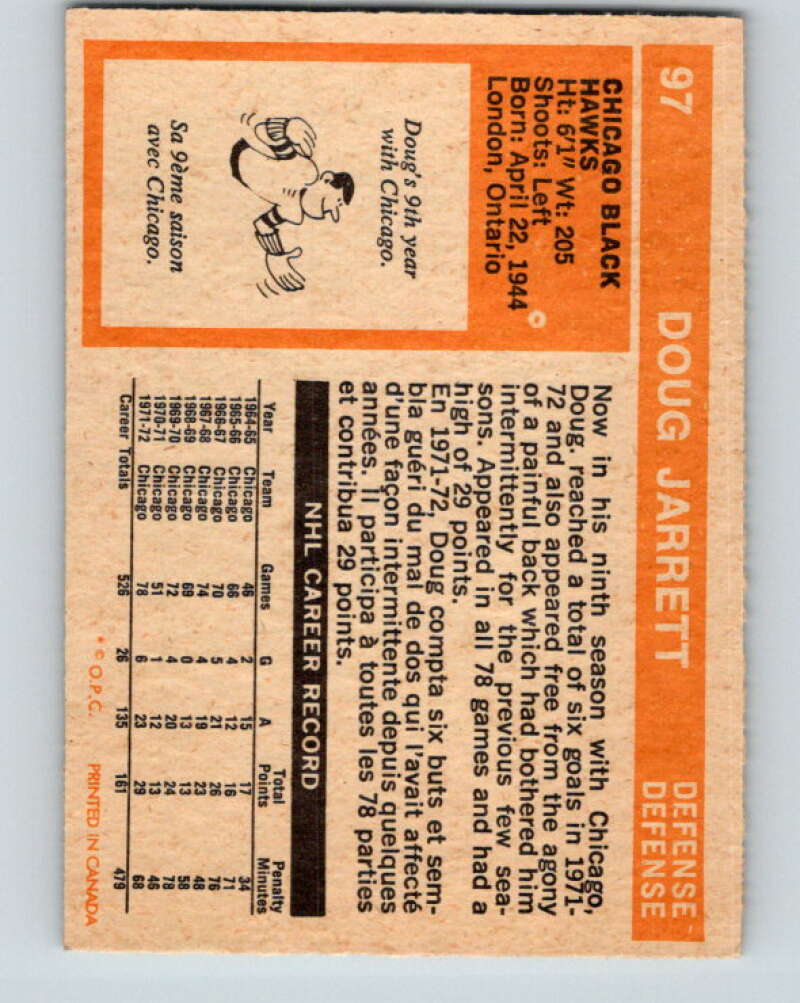 97 DOUG JARRETT DEFENSE-
DEFENSE
CHICAGO BLACK
HAWKS
Ht: 6'1" Wt: 205
Shoots: Left
Born: April 22, 1944
London, Ontario
Doug's 9th year
with Chicago.
Sa 9ème saison
avec Chicago.
Now in his ninth season with Chicago,
Doug. reached a total of six goals in 1971-
72 and also appeared free from the agony
of a painful back which had bothered him
intermittently for the previous few sea-
sons. Appeared in all 78 games and had a
high of 29 points.
En 1971-72, Doug compta six buts et sem-
bla guéri du mal de dos qui l'avait affecté
d'une façon intermittente depuis quelques
années. Il participa à toutes les 78 parties
et contribua 29 points.
NHL CAREER RECORD
Year Team Games G A Total Points Penalty Minutes
1964-65 Chicago 46 2 15 17 34
1965-66 Chicago 66 4 12 16 71
1966-67 Chicago 70 5 21 26 76
1967-68 Chicago 74 4 19 23 48
1968-69 Chicago 69 0 13 13 58
1969-70 Chicago 72 4 20 24 78
1970-71 Chicago 51 1 12 13 46
1971-72 Chicago 78 6 23 29 68
Career Totals 526 26 135 161 479
* © O.P.C. PRINTED IN CANADA